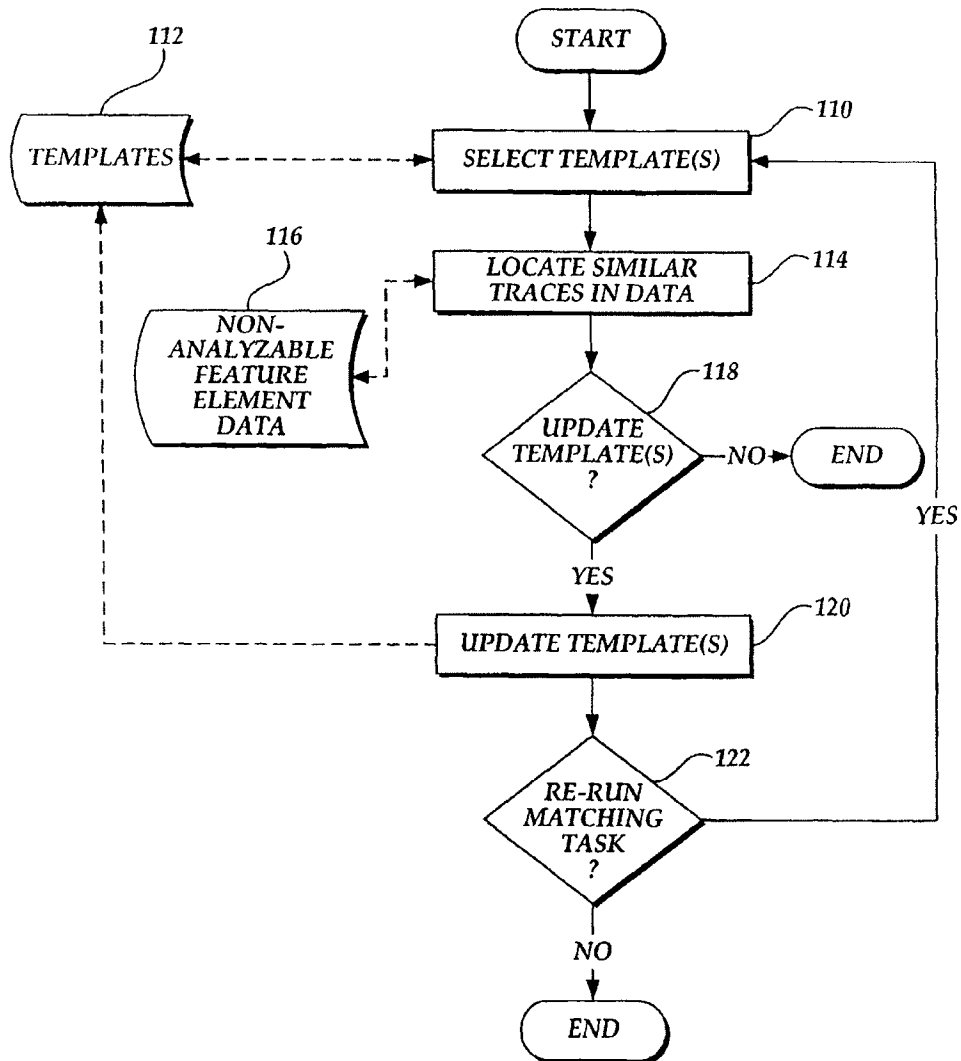 START
112
110
TEMPLATES
SELECT TEMPLATE(S)
116
LOCATE SIMILAR
TRACES IN DATA
114
NON-
ANALYZABLE
FEATURE
ELEMENT
DATA
118
UPDATE
TEMPLATE(S)
?
NO
END
YES
YES
120
UPDATE TEMPLATE(S)
122
RE-RUN
MATCHING
TASK
?
NO
END